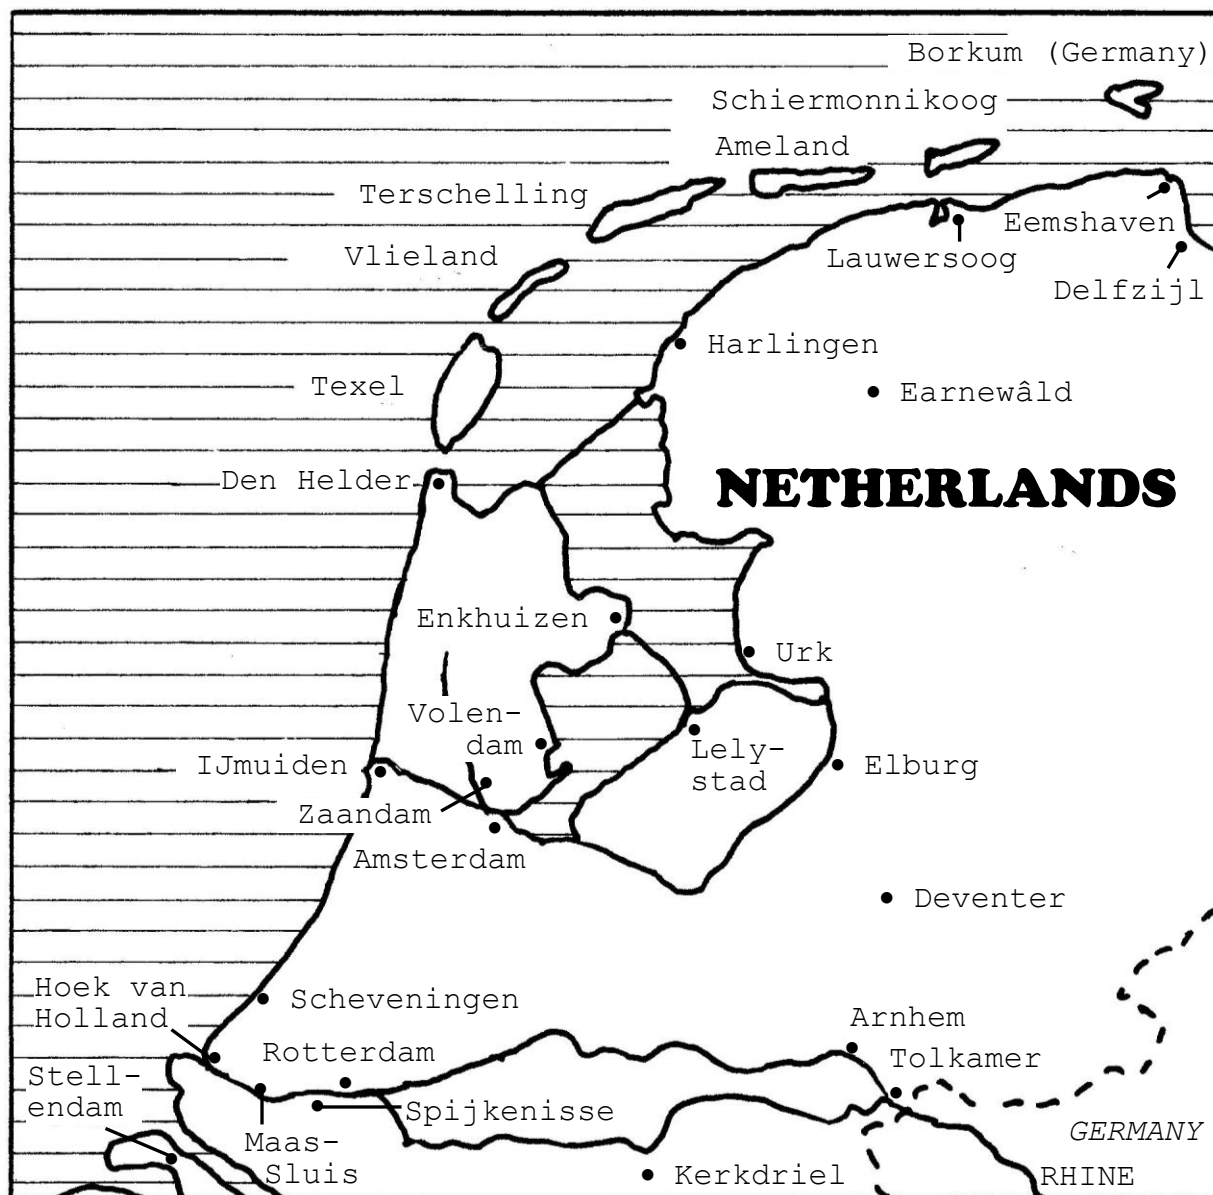 Borkum (Germany)
Schiermonnikoog
Ameland
Terschelling
Eemshaven
Vlieland
Lauwersoog
Delfzijl
Harlingen
Texel
Earnewâld
Den Helder
NETHERLANDS
Enkhuizen
Urk
Volen-
dam
Lely-
stad
IJmuiden
Elburg
Zaandam
Amsterdam
Deventer
Hoek van
Holland
Scheveningen
Arnhem
Rotterdam
Tolkamer
Stell-
endam
Spijkenisse
GERMANY
Maas-
Sluis
Kerkdriel
RHINE